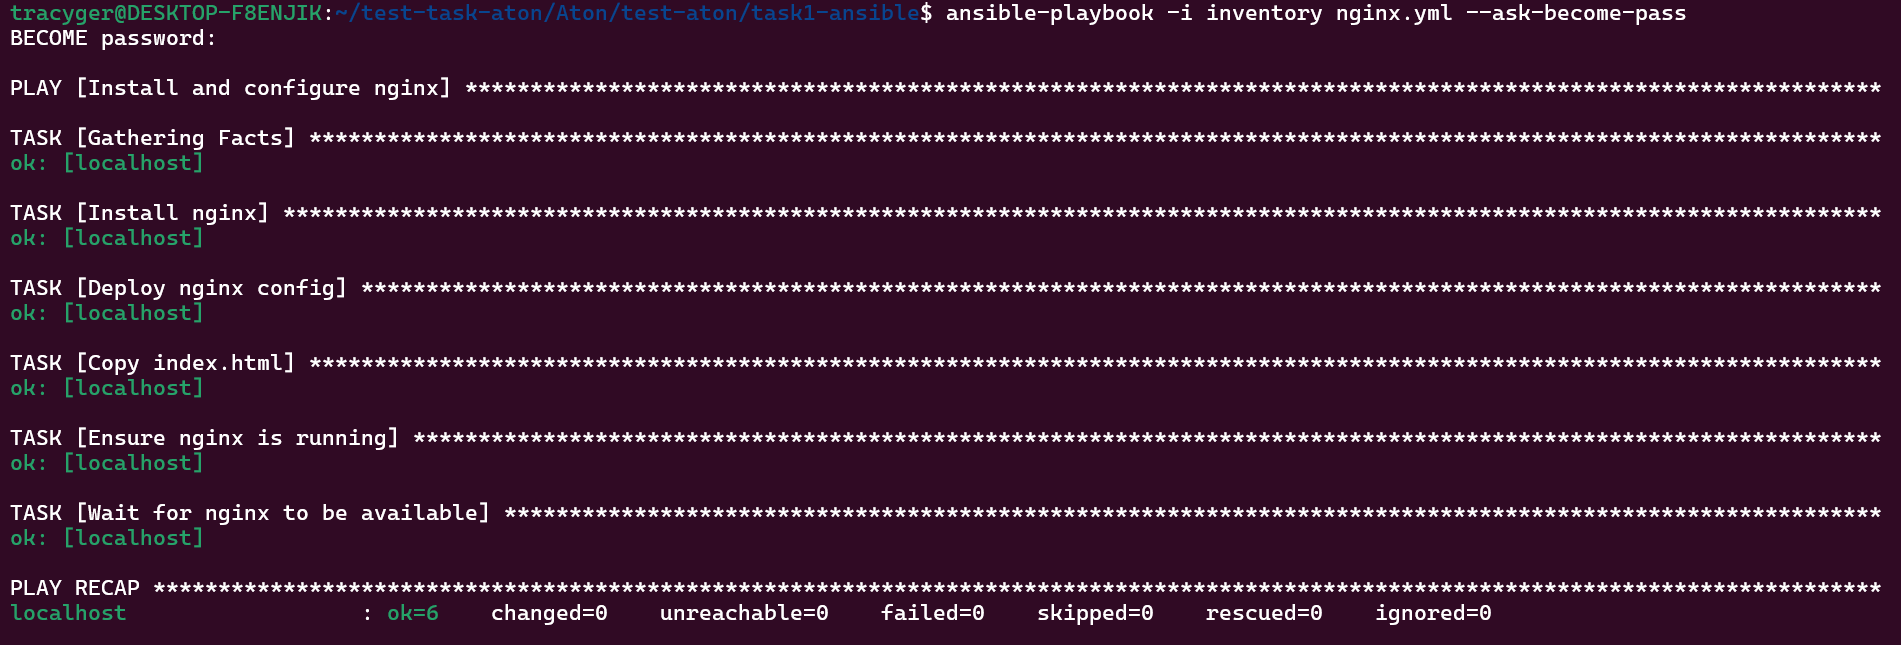 tracyger@DESKTOP-F8ENJIK:~/test-task-aton/Aton/test-aton/task1-ansible$ ansible-playbook -i inventory nginx.yml --ask-become-pass
BECOME password:
PLAY [Install and configure nginx] *************************************************************************************************************
TASK [Gathering Facts] *************************************************************************************************************************
ok: [localhost]
TASK [Install nginx] ***************************************************************************************************************************
ok: [localhost]
TASK [Deploy nginx config] *********************************************************************************************************************
ok: [localhost]
TASK [Copy index.html] *************************************************************************************************************************
ok: [localhost]
TASK [Ensure nginx is running] *****************************************************************************************************************
ok: [localhost]
TASK [Wait for nginx to be available] **********************************************************************************************************
ok: [localhost]
PLAY RECAP *************************************************************************************************************************************
localhost                  : ok=6    changed=0    unreachable=0    failed=0    skipped=0    rescued=0    ignored=0